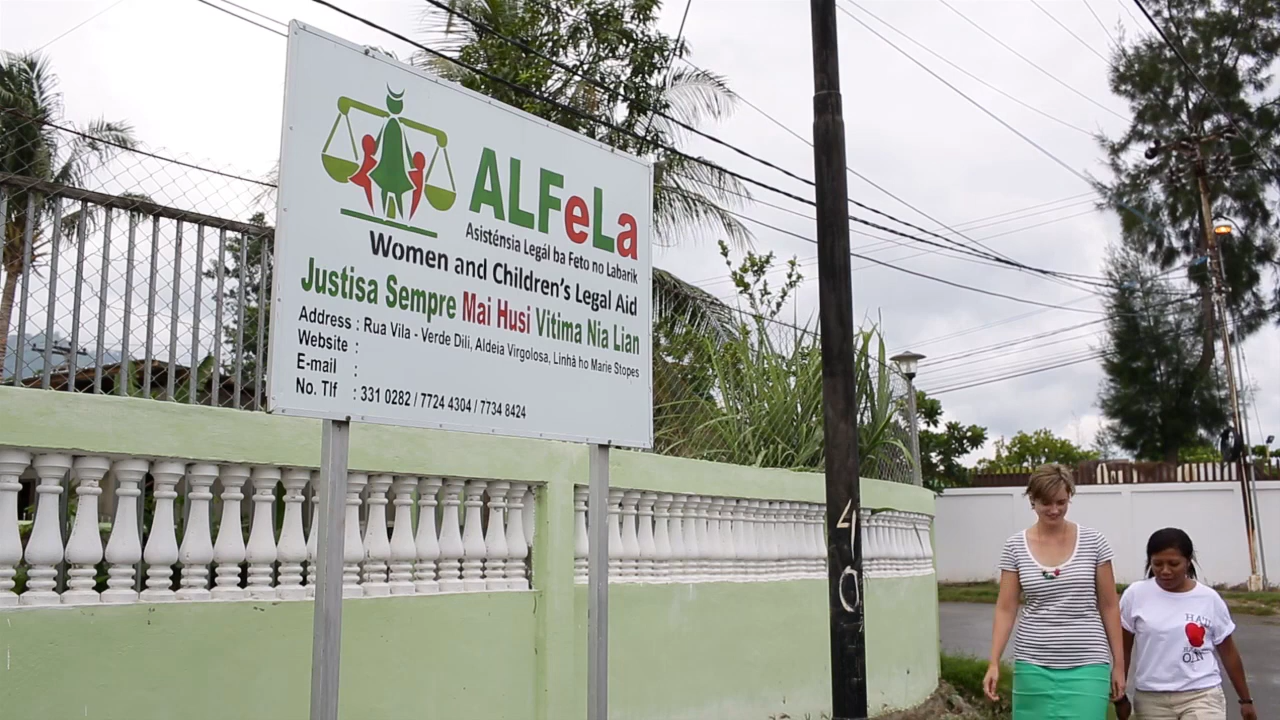 ALFeLa
Asisténsia Legál ba Feto no Labarik
Women and Children's Legal Aid
Justisa Sempre Mai Husi Vitima Nia Lian
Address : Rua Vila - Verde Dili, Aldeia Virgolosa, Linhà ho Marie Stopes
Website :
E-mail :
No. Tlf : 331 0282 / 7724 4304 / 7734 8424